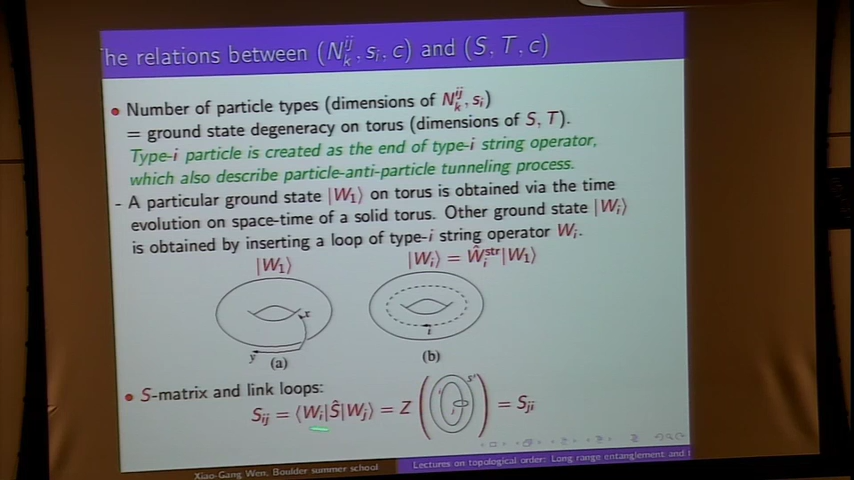 he relations between (N_k^{ij}, s_i, c) and (S, T, c)
• Number of particle types (dimensions of N_k^{ij}, s_i)
= ground state degeneracy on torus (dimensions of S, T).
Type-i particle is created as the end of type-i string operator,
which also describe particle-anti-particle tunneling process.
- A particular ground state |W_1⟩ on torus is obtained via the time
evolution on space-time of a solid torus. Other ground state |W_i⟩
is obtained by inserting a loop of type-i string operator W_i.
|W_1⟩ |W_i⟩ = Ŵ_i^{str}|W_1⟩
x
i
y (a) (b)
• S-matrix and link loops:
S_{ij} = ⟨W_i|Ŝ|W_j⟩ = Z ( ) = S_{ji}
Xiao-Gang Wen, Boulder summer school Lectures on topological order: Long range entanglement and